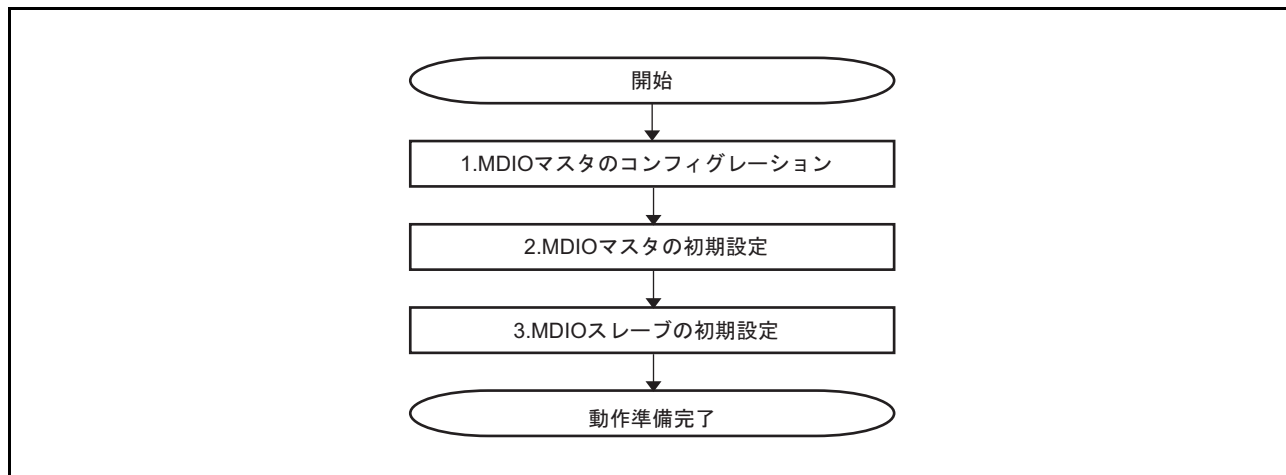 開始
1.MDIOマスタのコンフィグレーション
2.MDIOマスタの初期設定
3.MDIOスレーブの初期設定
動作準備完了